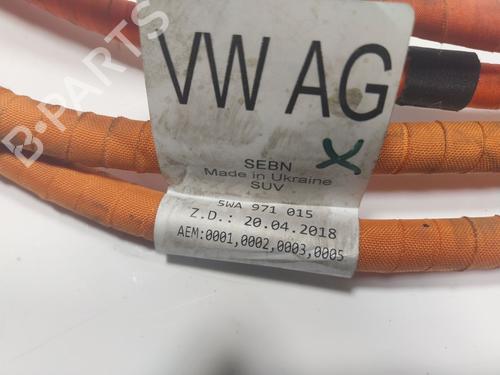 B-PARTS
VW AG
SEBN
Made in Ukraine
SUV
5WA 971 015
Z.D.: 20.04.2018
AEM:0001,0002,0003,0005